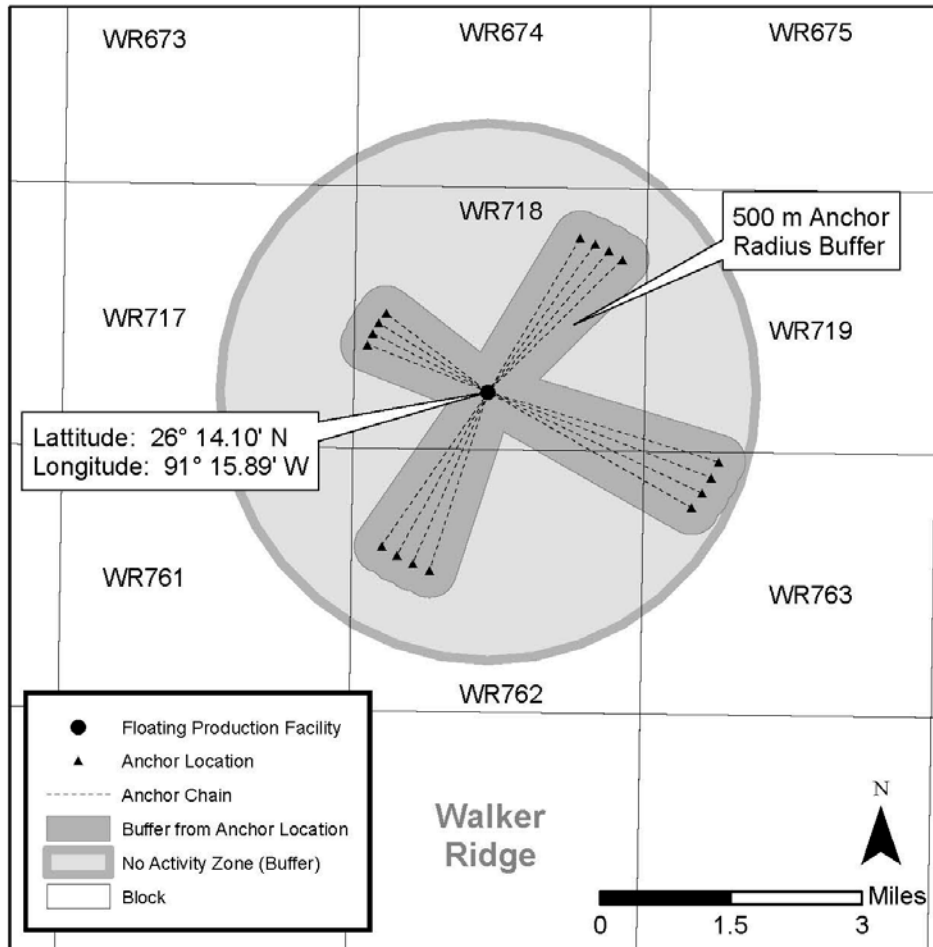 WR673
WR674
WR675
WR718
500 m Anchor
Radius Buffer
WR717
WR719
Lattitude: 26° 14.10' N
Longitude: 91° 15.89' W
WR761
WR763
WR762
Floating Production Facility
Anchor Location
Anchor Chain
Buffer from Anchor Location
No Activity Zone (Buffer)
Block
Walker
Ridge
N
Miles
0 1.5 3